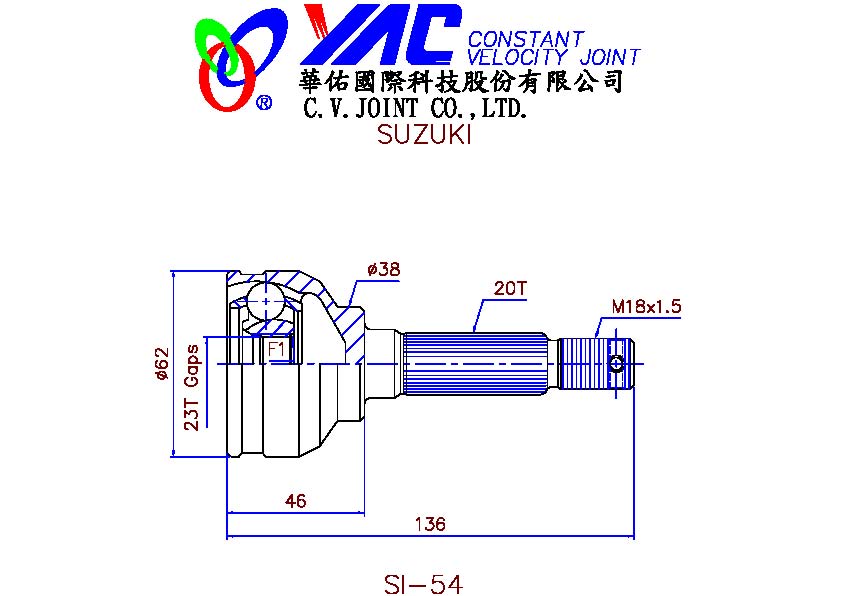 YAC CONSTANT
VELOCITY JOINT
華佑國際科技股份有限公司
®
C.V.JOINT CO.,LTD.
SUZUKI
ø38
20T
M18x1.5
F1
ø62
23T Gaps
46
136
SI-54